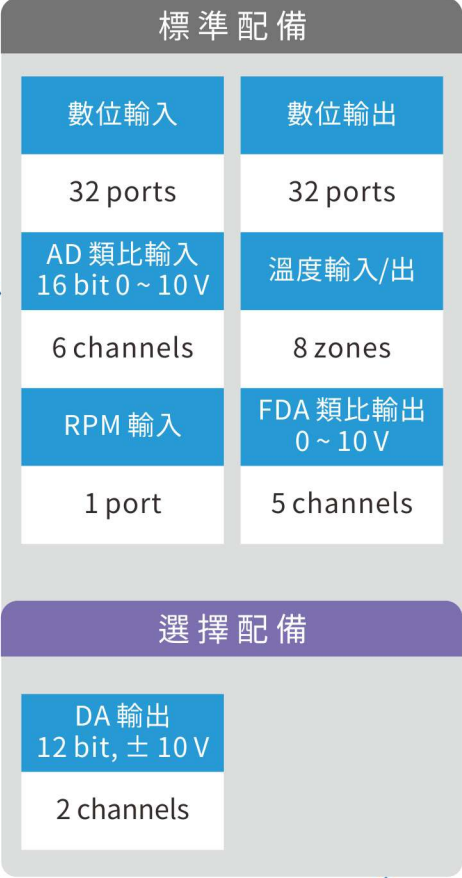 標準配備
數位輸入
32 ports
數位輸出
32 ports
AD 類比輸入
16 bit 0 ~ 10 V
6 channels
溫度輸入/出
8 zones
RPM 輸入
1 port
FDA 類比輸出
0 ~ 10 V
5 channels
選擇配備
DA 輸出
12 bit, ± 10 V
2 channels